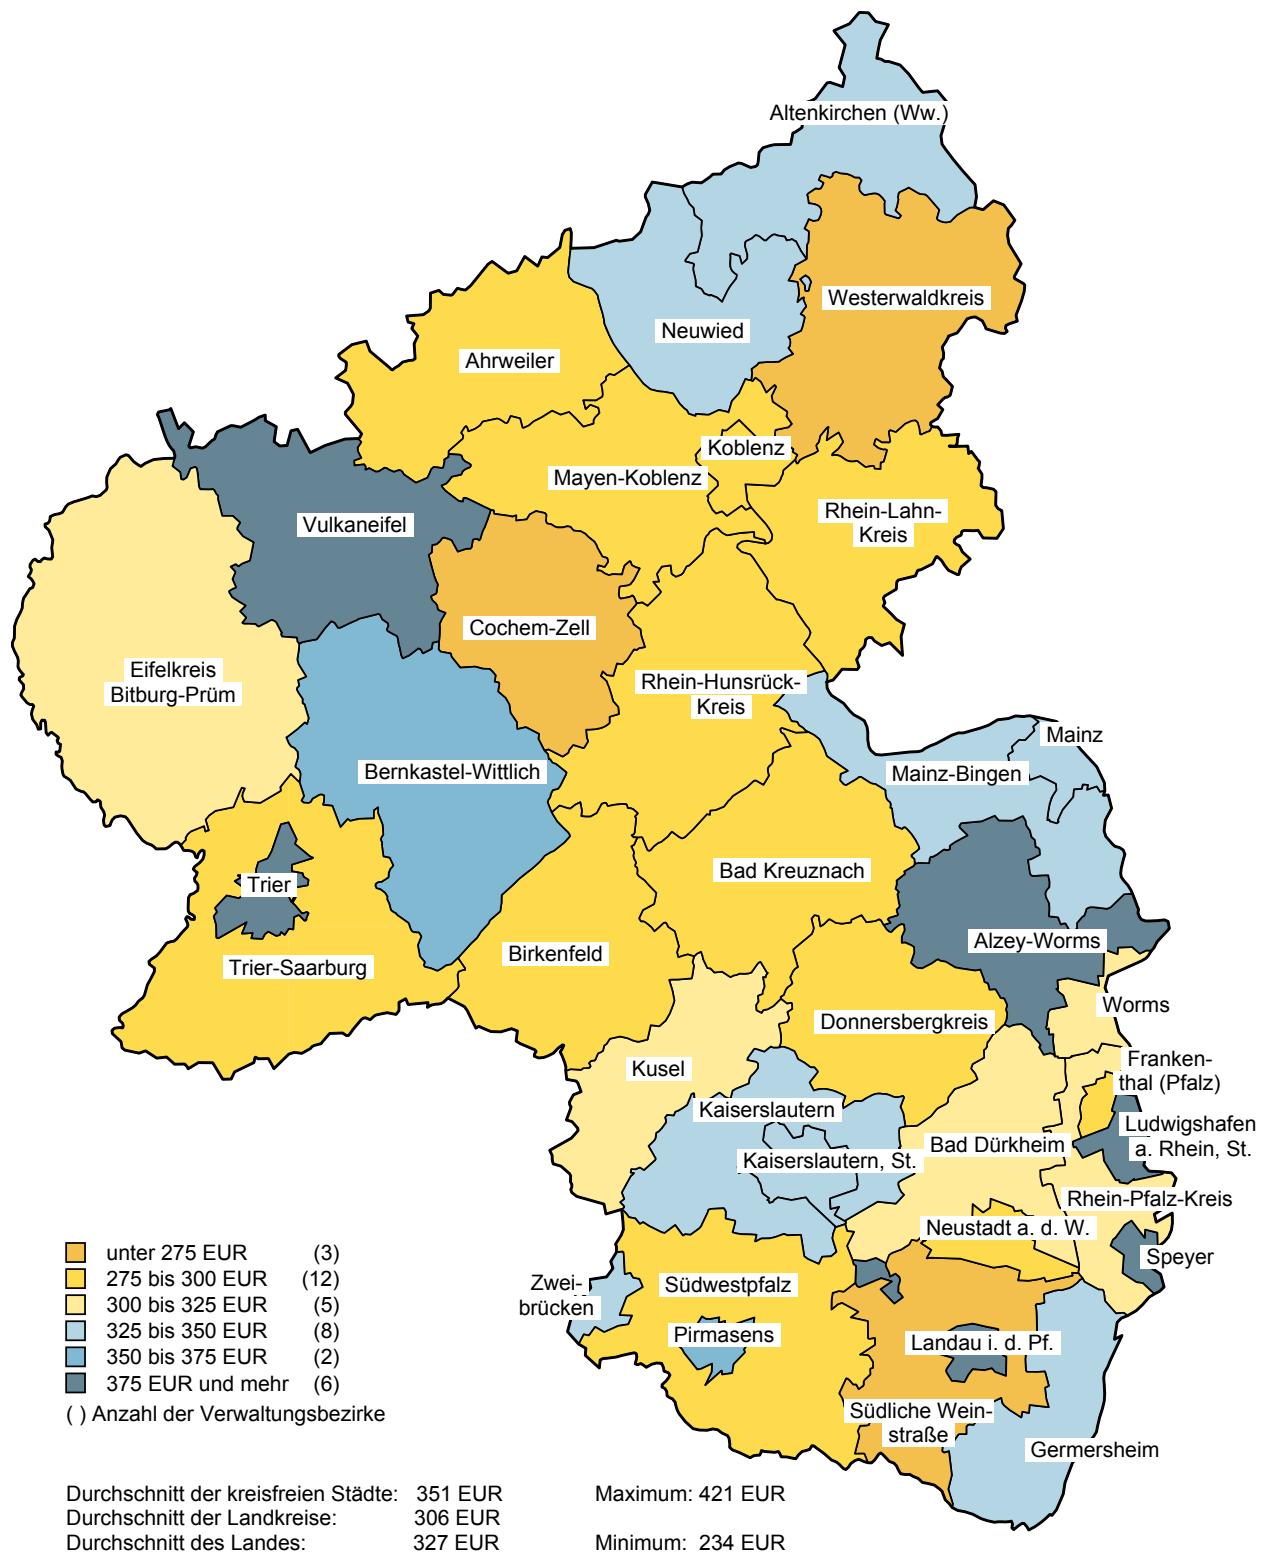 Altenkirchen (Ww.)
Westerwaldkreis
Neuwied
Ahrweiler
Koblenz
Mayen-Koblenz
Rhein-Lahn-
Kreis
Vulkaneifel
Cochem-Zell
Eifelkreis
Bitburg-Prüm
Rhein-Hunsrück-
Kreis
Mainz
Bernkastel-Wittlich
Mainz-Bingen
Bad Kreuznach
Trier
Alzey-Worms
Birkenfeld
Trier-Saarburg
Worms
Donnersbergkreis
Kusel
Franken-
thal (Pfalz)
Kaiserslautern
Ludwigshafen
a. Rhein, St.
Bad Dürkheim
Kaiserslautern, St.
Rhein-Pfalz-Kreis
Neustadt a. d. W.
Speyer
Zwei-
brücken
Südwestpfalz
Pirmasens
Landau i. d. Pf.
Südliche Wein-
straße
Germersheim
unter 275 EUR (3)
275 bis 300 EUR (12)
300 bis 325 EUR (5)
325 bis 350 EUR (8)
350 bis 375 EUR (2)
375 EUR und mehr (6)
( ) Anzahl der Verwaltungsbezirke
Durchschnitt der kreisfreien Städte: 351 EUR Maximum: 421 EUR
Durchschnitt der Landkreise: 306 EUR
Durchschnitt des Landes: 327 EUR Minimum: 234 EUR